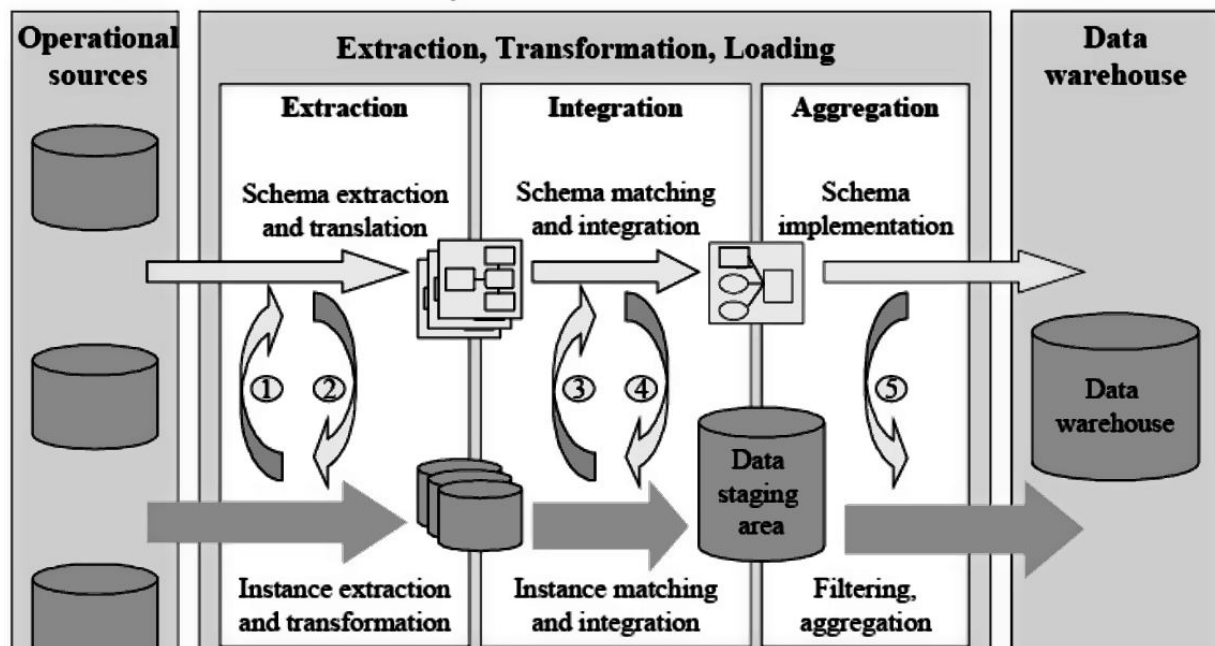 Operational
sources
Extraction, Transformation, Loading
Data
warehouse
Extraction
Integration
Aggregation
Schema extraction
and translation
Schema matching
and integration
Schema
implementation
1
2
3
4
5
Data
warehouse
Data
staging
area
Instance extraction
and transformation
Instance matching
and integration
Filtering,
aggregation